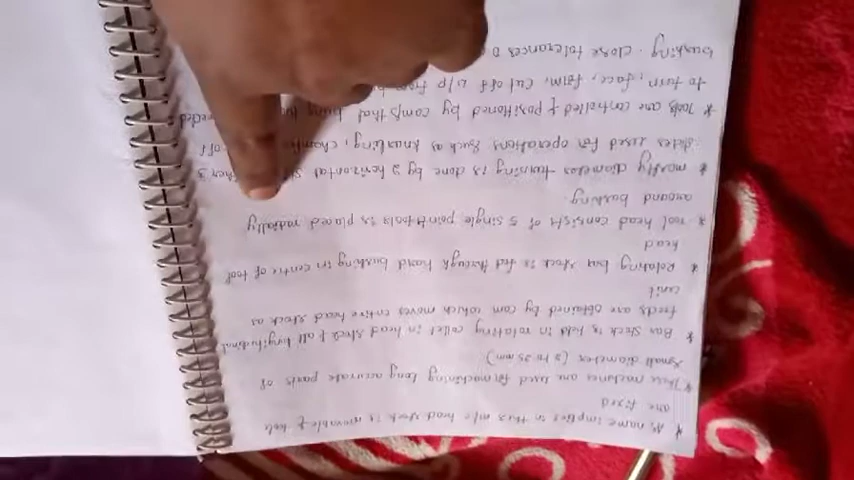 * As name implies in this m/c head stock is movable & tools
are fixed
* These machines are used for machining long accurate parts of
small diameter (2 to 25 mm)
* Bar stock is held in rotating collet in head stock & all longitudinal
feeds are obtained by cam which moves entire head stock as
unit
* Rotating bar stock is fed through hand bushing in centre of tool
head
* Tool head consists of 5 single point tools is placed radially
around bushing.
* mostly diameter turning is done by 2 horizontal
slides used for operations such as knurling,
* Tools are controlled & positioned by cams that bring needed
to turn, face, form, cut off w/p from
bushing. close tolerances